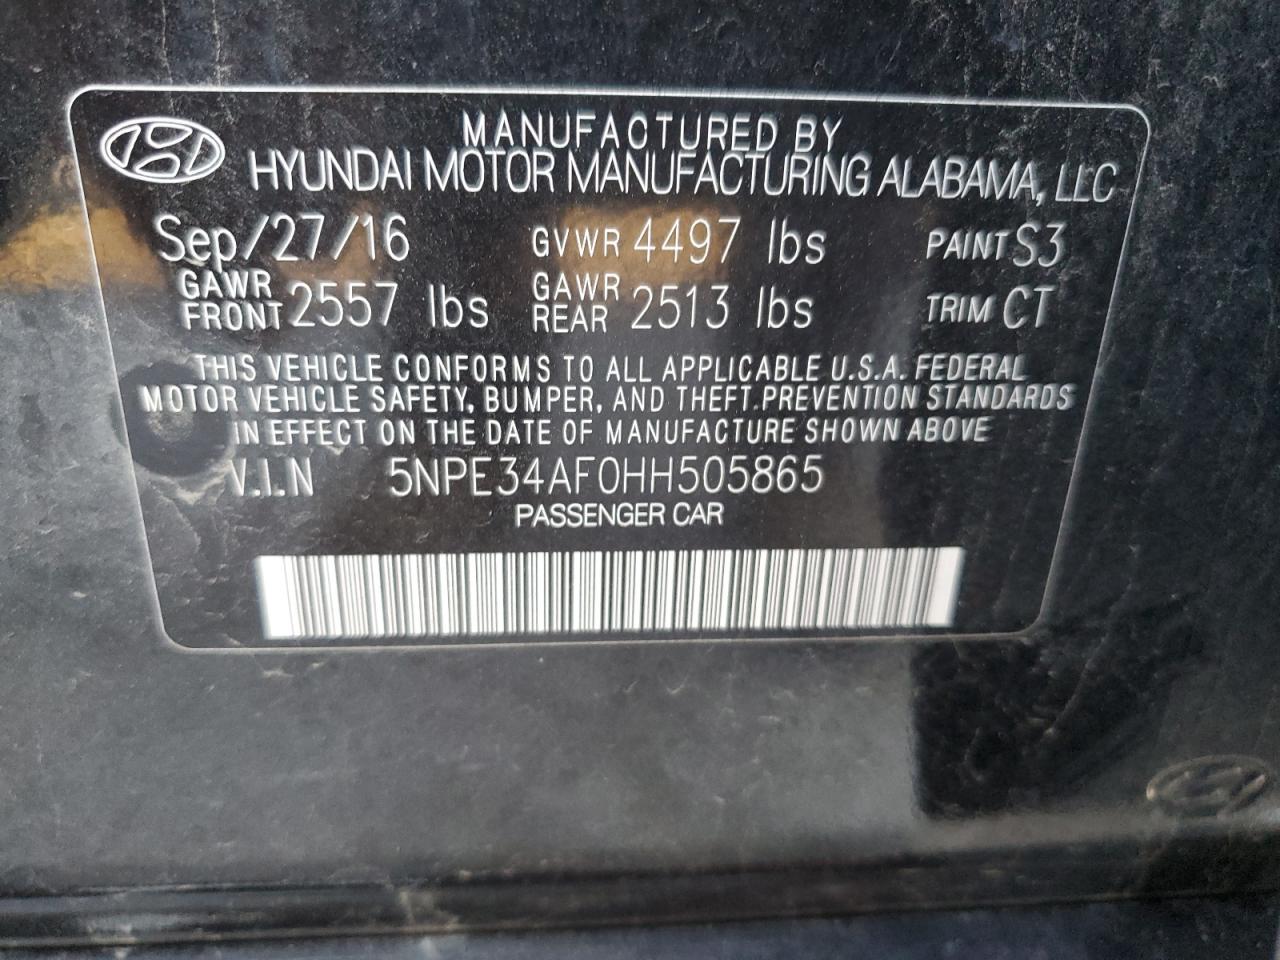 MANUFACTURED BY
HYUNDAI MOTOR MANUFACTURING ALABAMA, LLC
Sep/27/16 GVWR 4497 lbs PAINT S3
GAWR FRONT 2557 lbs GAWR REAR 2513 lbs TRIM CT
THIS VEHICLE CONFORMS TO ALL APPLICABLE U.S.A. FEDERAL
MOTOR VEHICLE SAFETY, BUMPER, AND THEFT PREVENTION STANDARDS
IN EFFECT ON THE DATE OF MANUFACTURE SHOWN ABOVE
V.I.N 5NPE34AF0HH505865
PASSENGER CAR